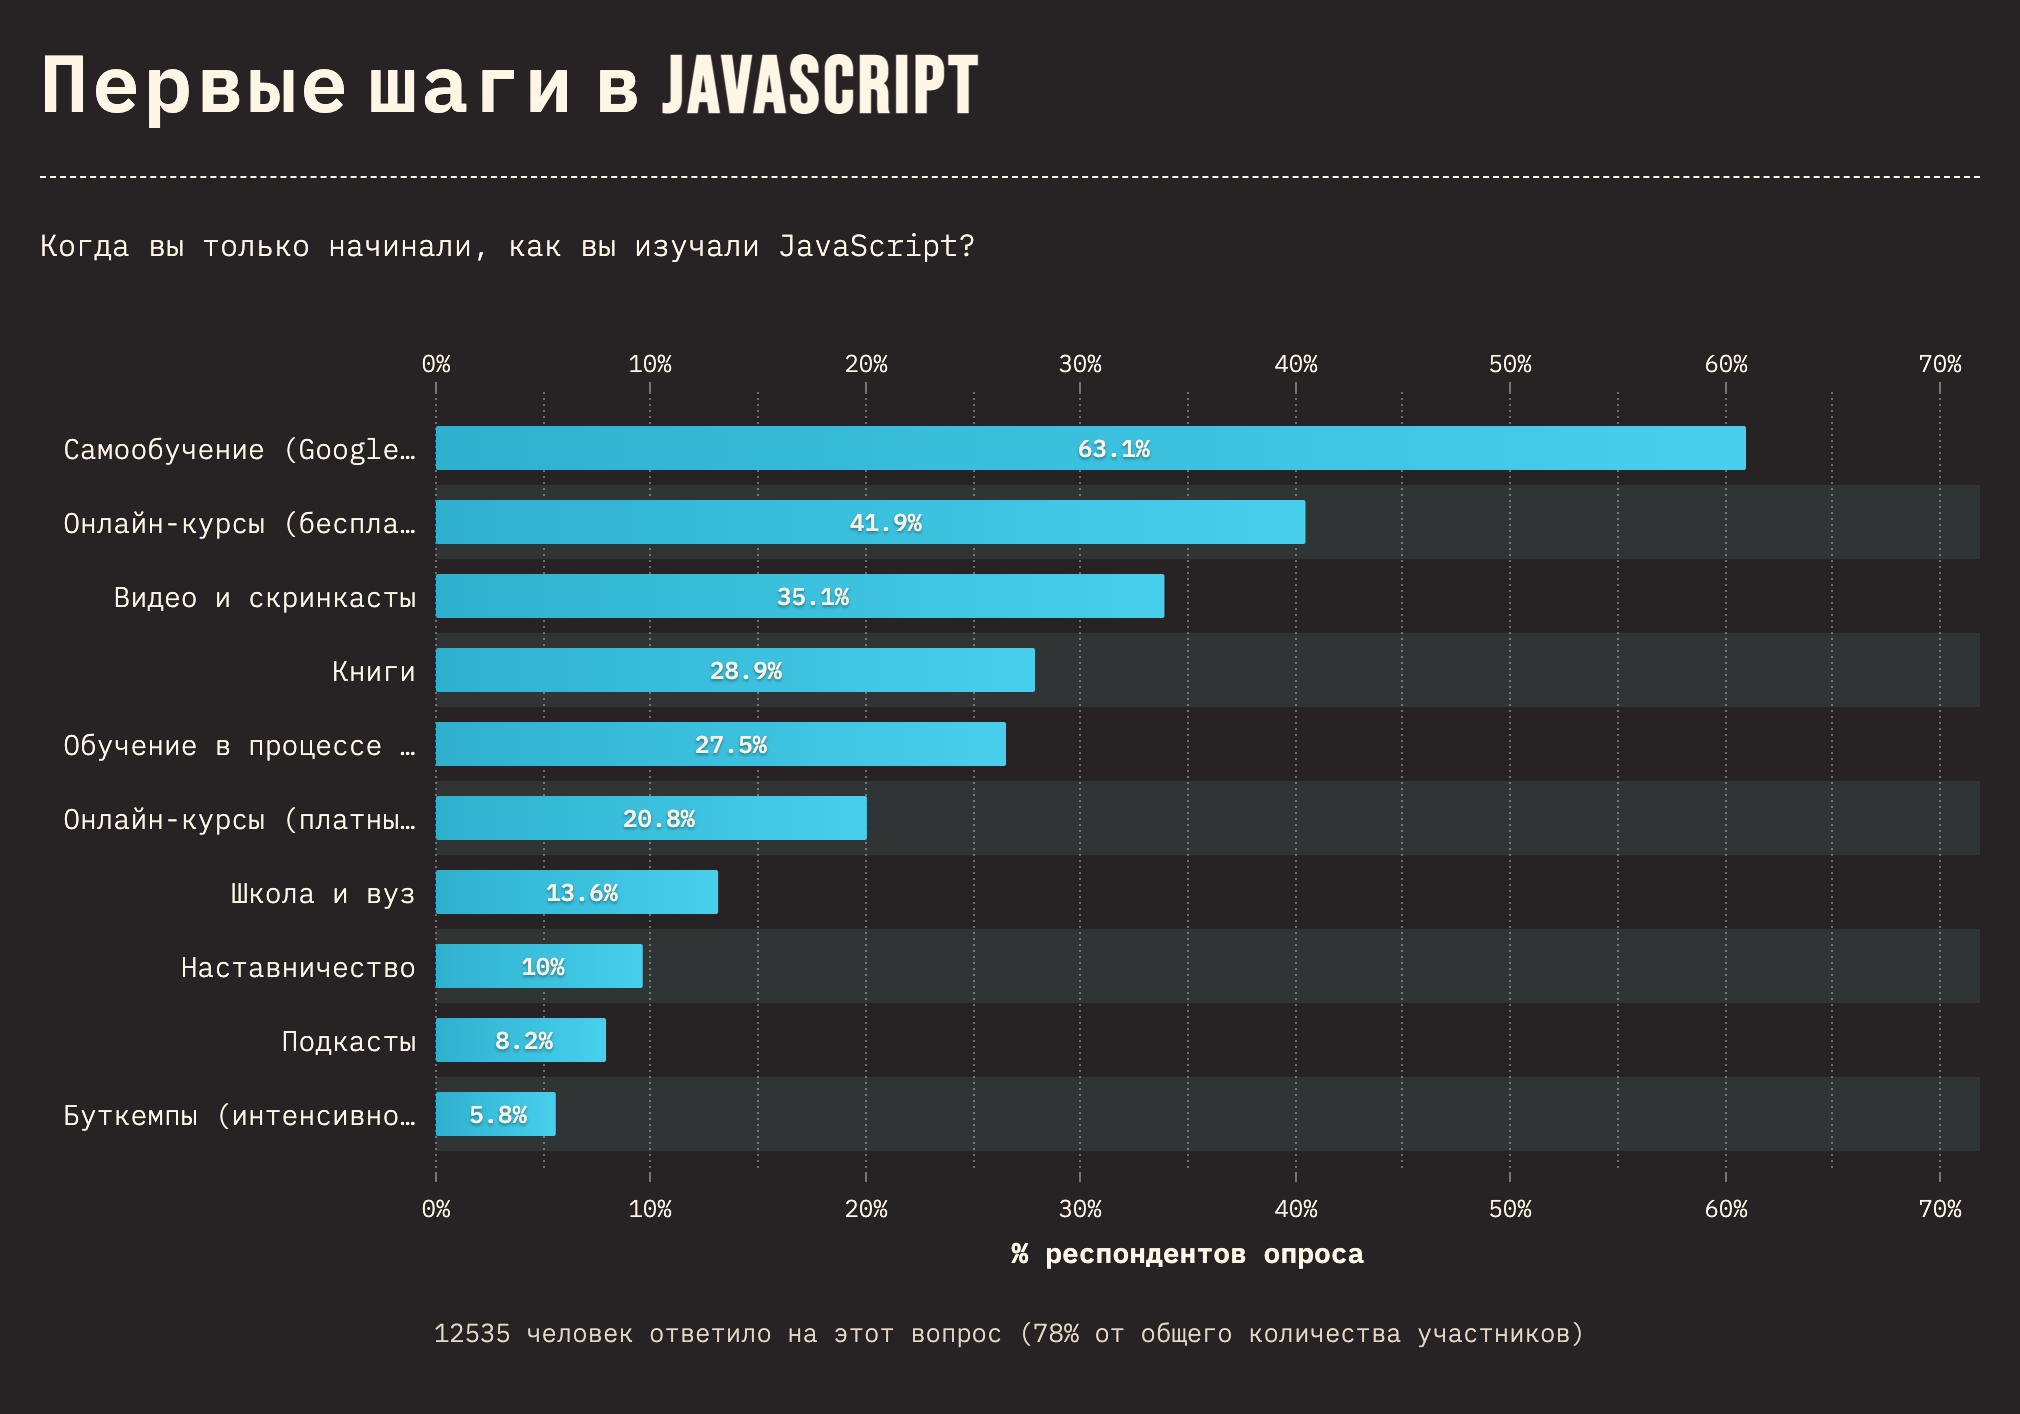 Первые шаги в JAVASCRIPT
Когда вы только начинали, как вы изучали JavaScript?
0% 10% 20% 30% 40% 50% 60% 70%
Самообучение (Google… 63.1%
Онлайн-курсы (беспла… 41.9%
Видео и скринкасты 35.1%
Книги 28.9%
Обучение в процессе … 27.5%
Онлайн-курсы (платны… 20.8%
Школа и вуз 13.6%
Наставничество 10%
Подкасты 8.2%
Буткемпы (интенсивно… 5.8%
0% 10% 20% 30% 40% 50% 60% 70%
% респондентов опроса
12535 человек ответило на этот вопрос (78% от общего количества участников)